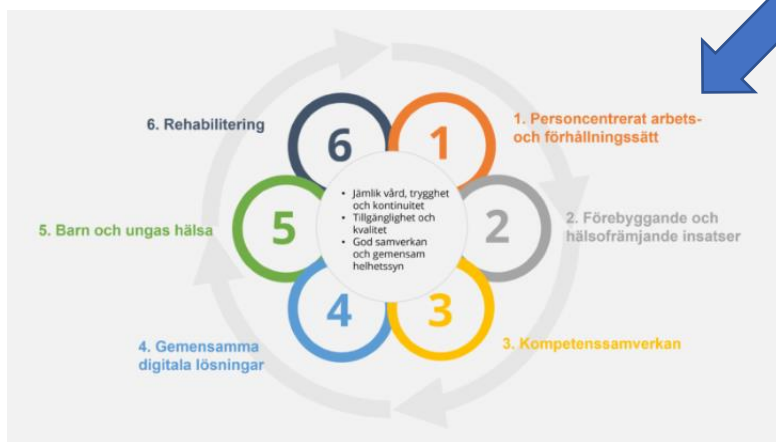 6. Rehabilitering
6
1
1. Personcentrerat arbets-
och förhållningssätt
5. Barn och ungas hälsa
5
• Jämlik vård, trygghet
och kontinuitet
• Tillgänglighet och
kvalitet
• God samverkan
och gemensam
helhetssyn
2
2. Förebyggande och
hälsofrämjande insatser
4
3
4. Gemensamma
digitala lösningar
3. Kompetenssamverkan